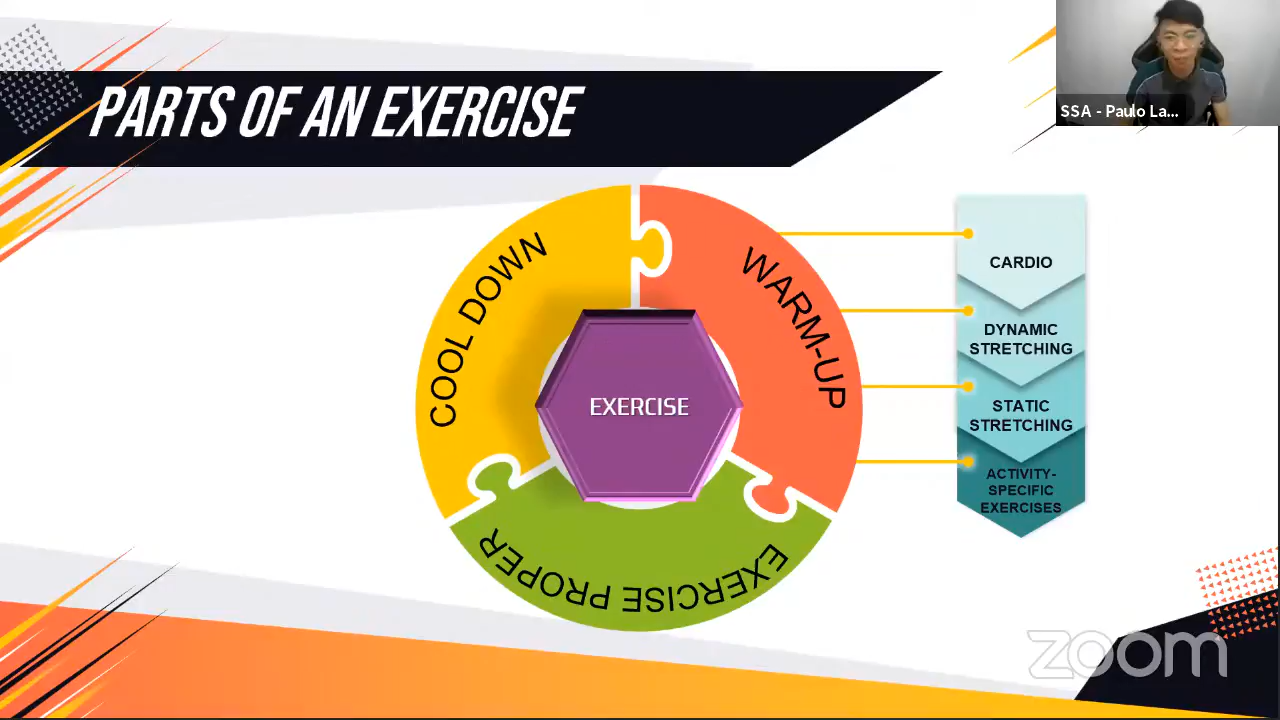 PARTS OF AN EXERCISE
SSA - Paulo La...
COOL DOWN
WARM-UP
EXERCISE
EXERCISE PROPER
CARDIO
DYNAMIC
STRETCHING
STATIC
STRETCHING
ACTIVITY-
SPECIFIC
EXERCISES
zoom